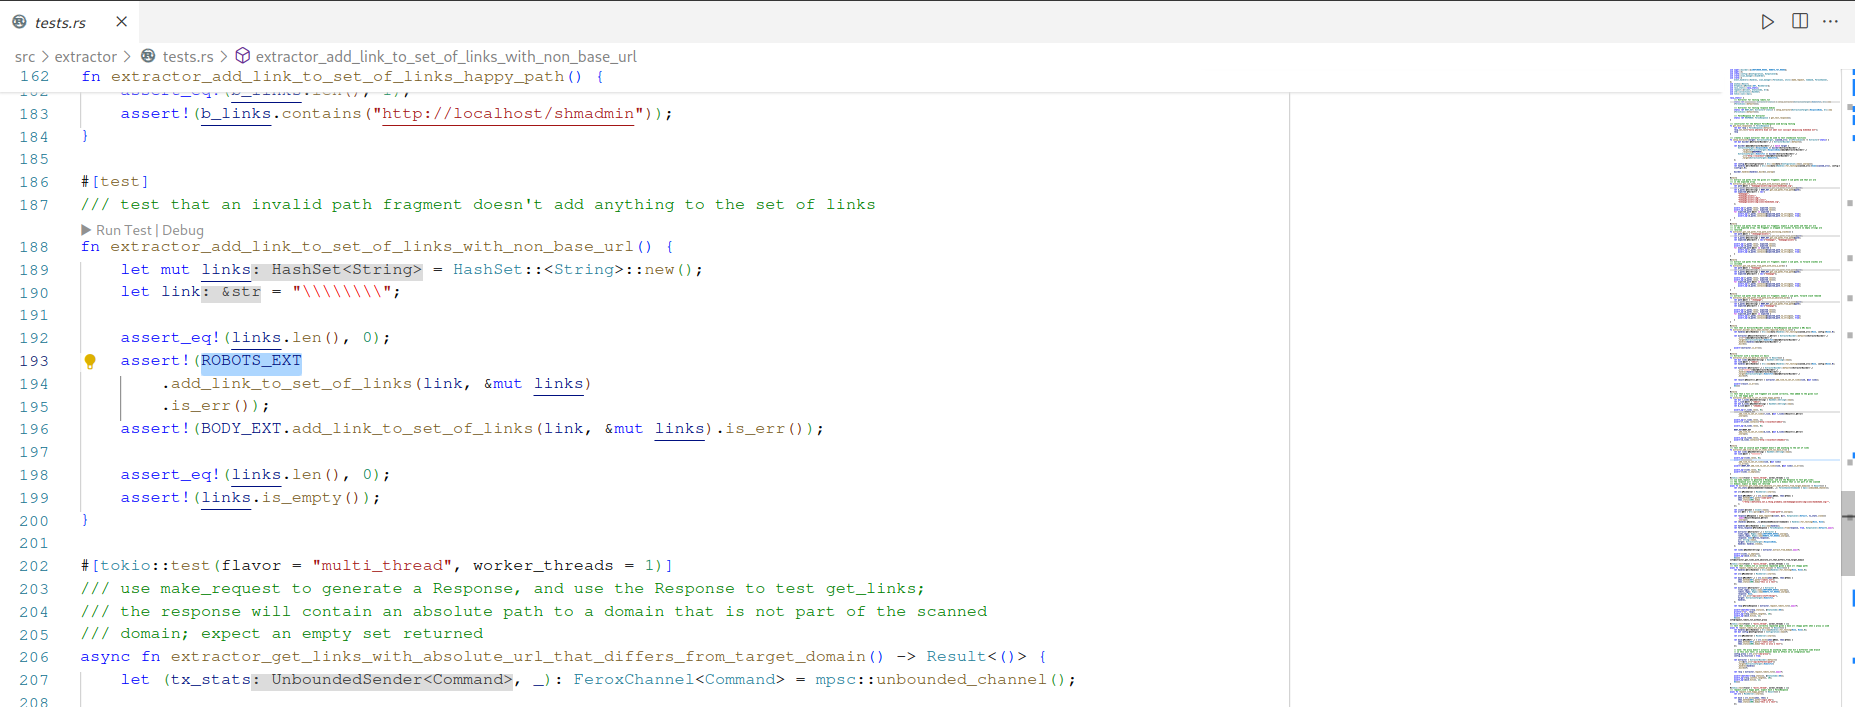 tests.rs
src > extractor > tests.rs > extractor_add_link_to_set_of_links_with_non_base_url
162 fn extractor_add_link_to_set_of_links_happy_path() {
183 assert!(b_links.contains("http://localhost/shmadmin"));
184 }
185
186 #[test]
187 /// test that an invalid path fragment doesn't add anything to the set of links
Run Test | Debug
188 fn extractor_add_link_to_set_of_links_with_non_base_url() {
189 let mut links: HashSet<String> = HashSet::<String>::new();
190 let link: &str = "\\\\\\\\";
191
192 assert_eq!(links.len(), 0);
193 assert!(ROBOTS_EXT
194 .add_link_to_set_of_links(link, &mut links)
195 .is_err());
196 assert!(BODY_EXT.add_link_to_set_of_links(link, &mut links).is_err());
197
198 assert_eq!(links.len(), 0);
199 assert!(links.is_empty());
200 }
201
202 #[tokio::test(flavor = "multi_thread", worker_threads = 1)]
203 /// use make_request to generate a Response, and use the Response to test get_links;
204 /// the response will contain an absolute path to a domain that is not part of the scanned
205 /// domain; expect an empty set returned
206 async fn extractor_get_links_with_absolute_url_that_differs_from_target_domain() -> Result<()> {
207 let (tx_stats: UnboundedSender<Command>, _): FeroxChannel<Command> = mpsc::unbounded_channel();
208